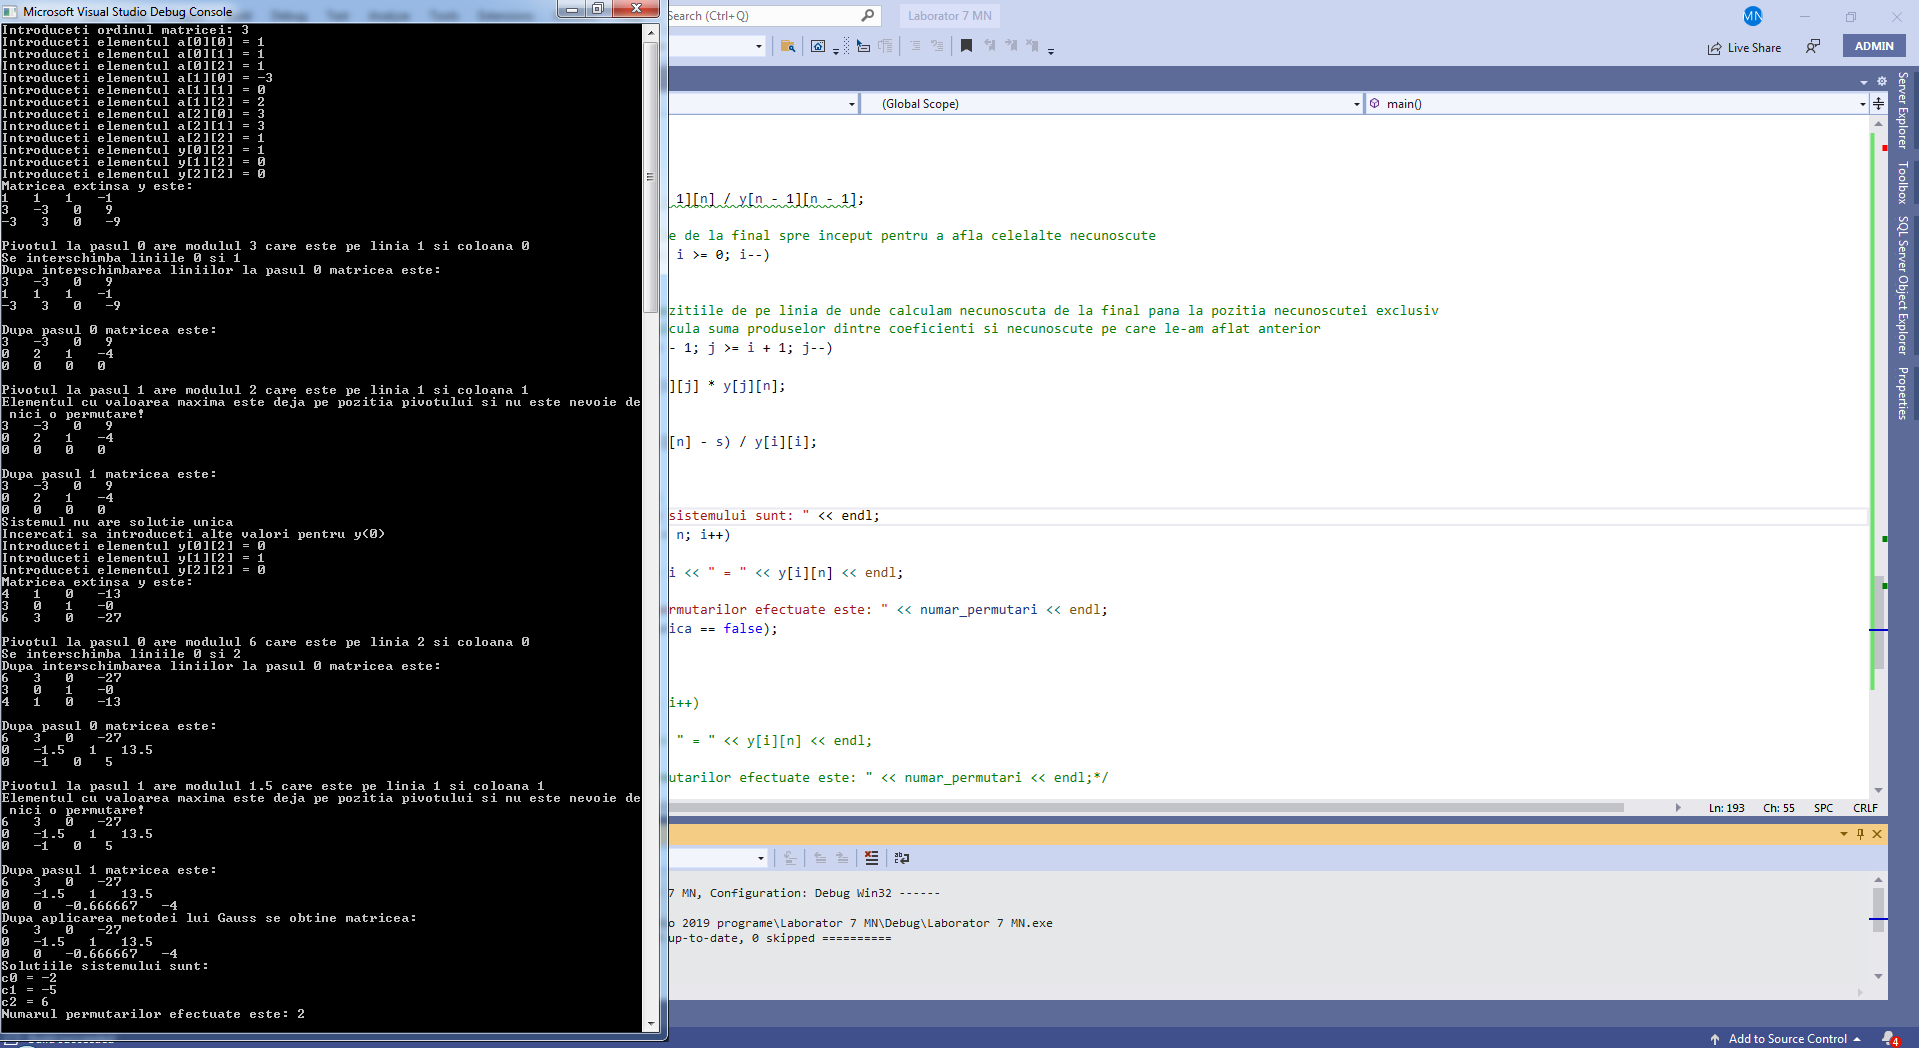 Microsoft Visual Studio Debug Console
Introduceti ordinul matricei: 3
Introduceti elementul a[0][0] = 1
Introduceti elementul a[0][1] = 1
Introduceti elementul a[0][2] = 1
Introduceti elementul a[1][0] = -3
Introduceti elementul a[1][1] = 0
Introduceti elementul a[1][2] = 2
Introduceti elementul a[2][0] = 3
Introduceti elementul a[2][1] = 3
Introduceti elementul a[2][2] = 1
Introduceti elementul y[0][2] = 1
Introduceti elementul y[1][2] = 0
Introduceti elementul y[2][2] = 0
Matricea extinsa y este:
1 1 1 -1
3 -3 0 9
-3 3 0 -9
Pivotul la pasul 0 are modulul 3 care este pe linia 1 si coloana 0
Se interschimba liniile 0 si 1
Dupa interschimbarea liniilor la pasul 0 matricea este:
3 -3 0 9
1 1 1 -1
-3 3 0 -9
Dupa pasul 0 matricea este:
3 -3 0 9
0 2 1 -4
0 0 0 0
Pivotul la pasul 1 are modulul 2 care este pe linia 1 si coloana 1
Elementul cu valoarea maxima este deja pe pozitia pivotului si nu este nevoie de
nici o permutare!
3 -3 0 9
0 2 1 -4
0 0 0 0
Dupa pasul 1 matricea este:
3 -3 0 9
0 2 1 -4
0 0 0 0
Sistemul nu are solutie unica
Incercati sa introduceti alte valori pentru y(0)
Introduceti elementul y[0][2] = 0
Introduceti elementul y[1][2] = 1
Introduceti elementul y[2][2] = 0
Matricea extinsa y este:
4 1 0 -13
3 0 1 -0
6 3 0 -27
Pivotul la pasul 0 are modulul 6 care este pe linia 2 si coloana 0
Se interschimba liniile 0 si 2
Dupa interschimbarea liniilor la pasul 0 matricea este:
6 3 0 -27
3 0 1 -0
4 1 0 -13
Dupa pasul 0 matricea este:
6 3 0 -27
0 -1.5 1 13.5
0 -1 0 5
Pivotul la pasul 1 are modulul 1.5 care este pe linia 1 si coloana 1
Elementul cu valoarea maxima este deja pe pozitia pivotului si nu este nevoie de
nici o permutare!
6 3 0 -27
0 -1.5 1 13.5
0 -1 0 5
Dupa pasul 1 matricea este:
6 3 0 -27
0 -1.5 1 13.5
0 0 -0.666667 -4
Dupa aplicarea metodei lui Gauss se obtine matricea:
6 3 0 -27
0 -1.5 1 13.5
0 0 -0.666667 -4
Solutiile sistemului sunt:
c0 = -2
c1 = -5
c2 = 6
Numarul permutarilor efectuate este: 2
Search (Ctrl+Q)
Laborator 7 MN
MN
Live Share
ADMIN
(Global Scope)
main()
1][n] / y[n - 1][n - 1];
e de la final spre inceput pentru a afla celelalte necunoscute
i >= 0; i--)
zitiile de pe linia de unde calculam necunoscuta de la final pana la pozitia necunoscutei exclusiv
cula suma produselor dintre coeficienti si necunoscute pe care le-am aflat anterior
- 1; j >= i + 1; j--)
][j] * y[j][n];
[n] - s) / y[i][i];
sistemului sunt: " << endl;
n; i++)
i << " = " << y[i][n] << endl;
rmutarilor efectuate este: " << numar_permutari << endl;
ica == false);
i++)
" = " << y[i][n] << endl;
utarilor efectuate este: " << numar_permutari << endl;*/
Ln: 193 Ch: 55 SPC CRLF
7 MN, Configuration: Debug Win32 ------
o 2019 programe\Laborator 7 MN\Debug\Laborator 7 MN.exe
up-to-date, 0 skipped ==========
Server Explorer
Toolbox
SQL Server Object Explorer
Properties
Add to Source Control
4